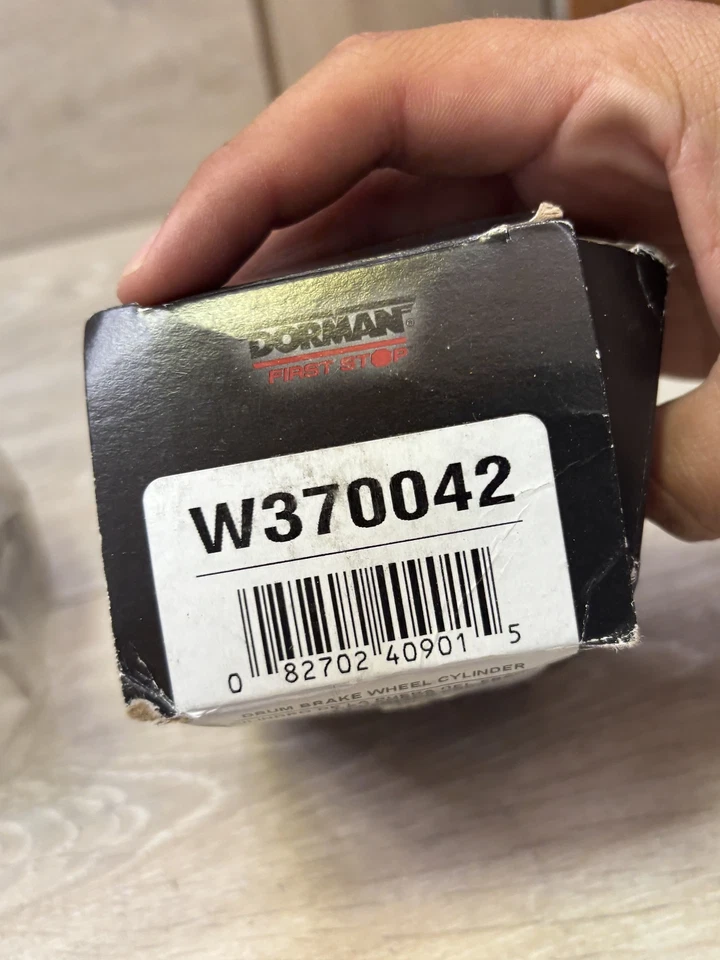 DORMAN®
FIRST STOP
W370042
0 82702 40901 5
DRUM BRAKE WHEEL CYLINDER